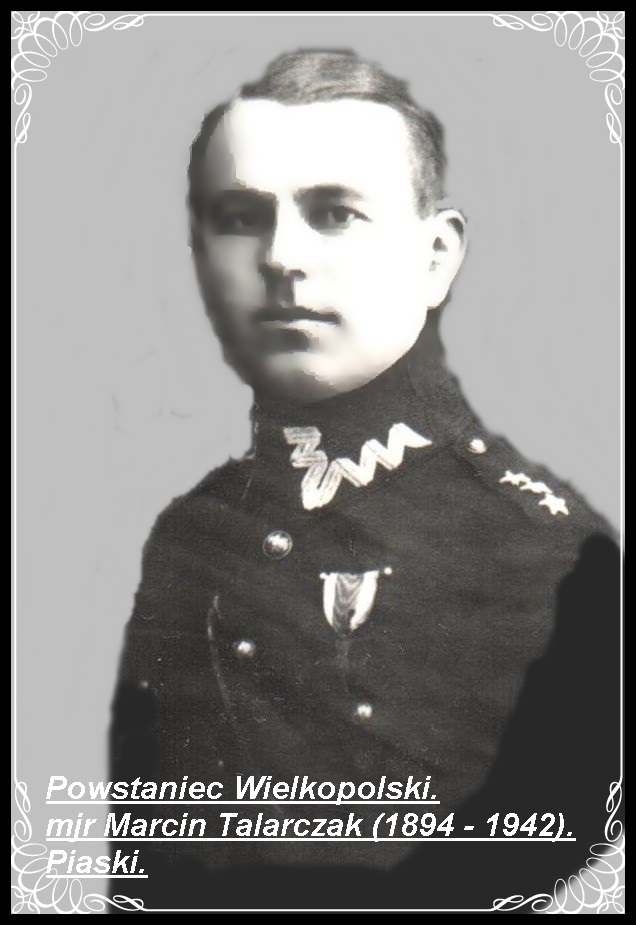 Powstaniec Wielkopolski.
mjr Marcin Talarczak (1894 - 1942).
Piaski.